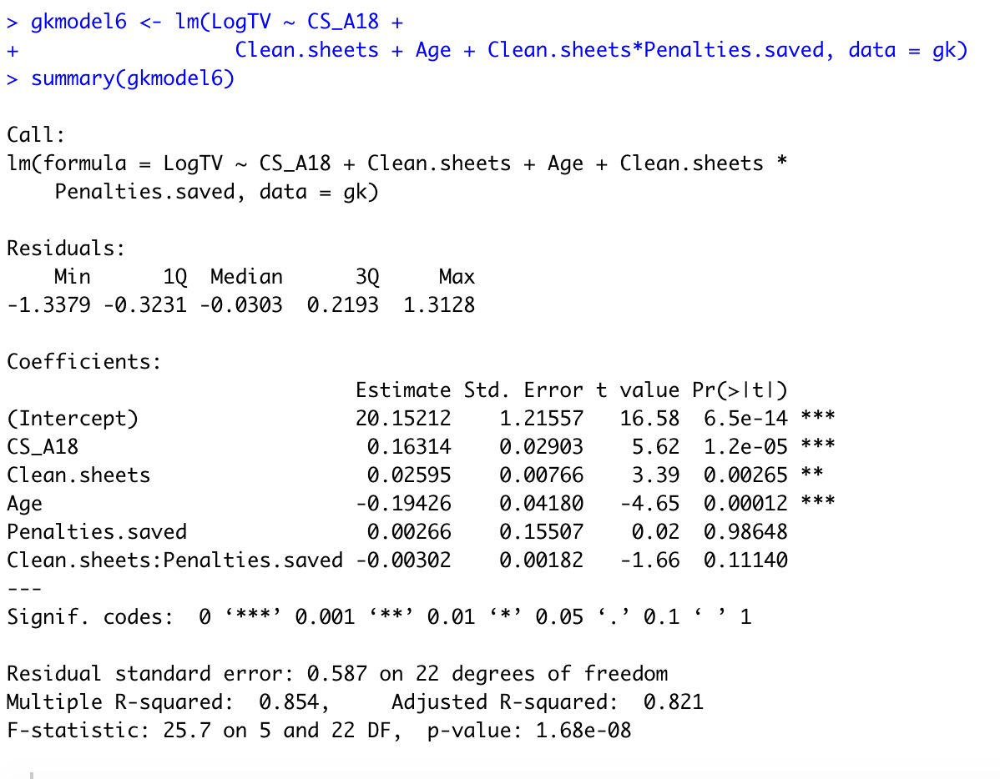 > gkmodel6 <- lm(LogTV ~ CS_A18 +
+                   Clean.sheets + Age + Clean.sheets*Penalties.saved, data = gk)
> summary(gkmodel6)

Call:
lm(formula = LogTV ~ CS_A18 + Clean.sheets + Age + Clean.sheets *
    Penalties.saved, data = gk)

Residuals:
    Min      1Q  Median      3Q     Max
-1.3379 -0.3231 -0.0303  0.2193  1.3128

Coefficients:
                             Estimate Std. Error t value Pr(>|t|)
(Intercept)                  20.15212    1.21557   16.58  6.5e-14 ***
CS_A18                        0.16314    0.02903    5.62  1.2e-05 ***
Clean.sheets                  0.02595    0.00766    3.39  0.00265 **
Age                          -0.19426    0.04180   -4.65  0.00012 ***
Penalties.saved               0.00266    0.15507    0.02  0.98648
Clean.sheets:Penalties.saved -0.00302    0.00182   -1.66  0.11140
---
Signif. codes:  0 ‘***’ 0.001 ‘**’ 0.01 ‘*’ 0.05 ‘.’ 0.1 ‘ ’ 1

Residual standard error: 0.587 on 22 degrees of freedom
Multiple R-squared:  0.854,	Adjusted R-squared:  0.821
F-statistic: 25.7 on 5 and 22 DF,  p-value: 1.68e-08